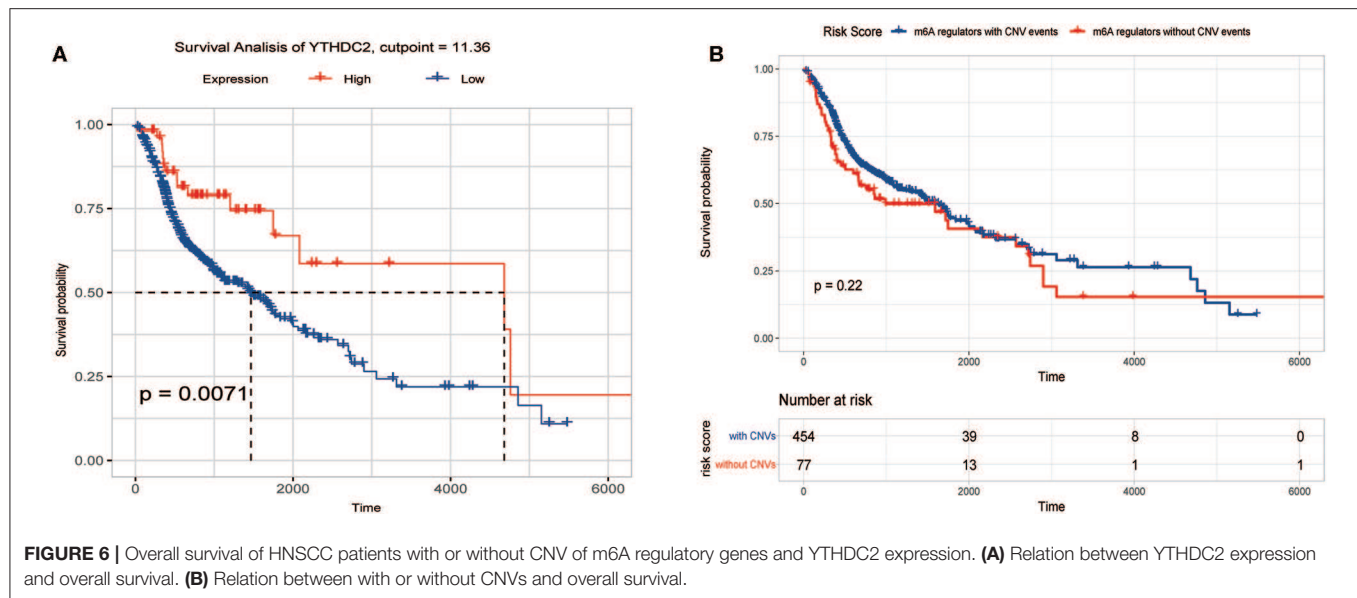 A
Survival Analisis of YTHDC2, cutpoint = 11.36
Expression High Low
Survival probability
1.00
0.75
0.50
0.25
0.00
p = 0.0071
0 2000 4000 6000
Time
B
Risk Score m6A regulators with CNV events m6A regulators without CNV events
Survival probability
1.00
0.75
0.50
0.25
0.00
p = 0.22
0 2000 4000 6000
Time
Number at risk
risk score
with CNVs 454 39 8 0
without CNVs 77 13 1 1
0 2000 4000 6000
Time
FIGURE 6 | Overall survival of HNSCC patients with or without CNV of m6A regulatory genes and YTHDC2 expression. (A) Relation between YTHDC2 expression
and overall survival. (B) Relation between with or without CNVs and overall survival.